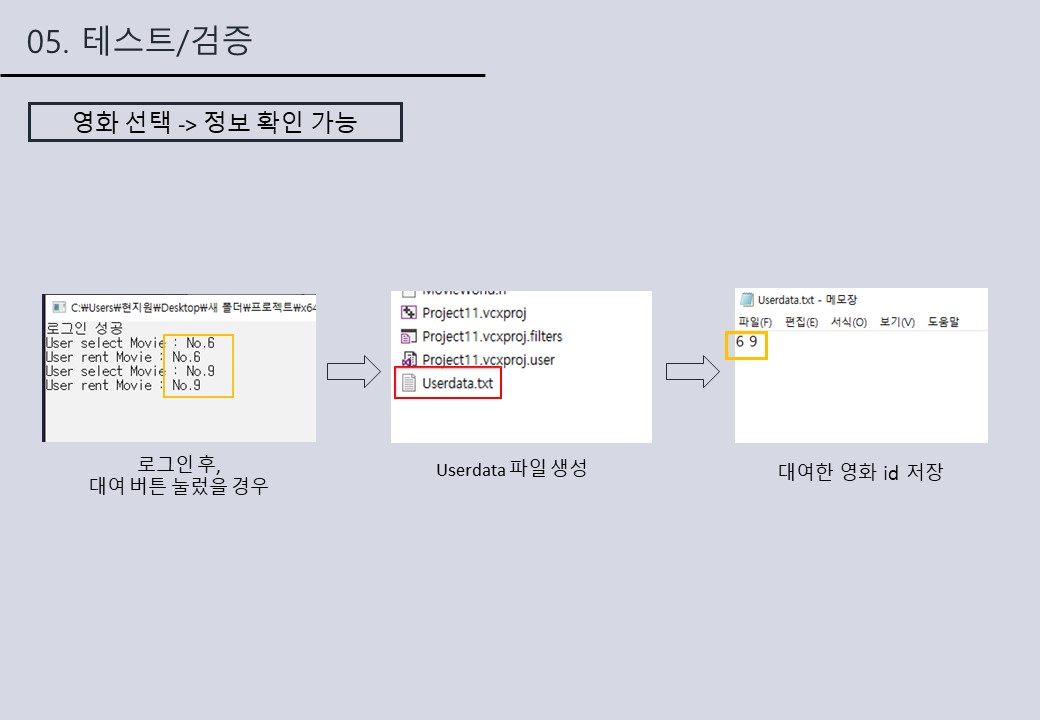 05. 테스트/검증
영화 선택 -> 정보 확인 가능
C:₩Users₩현지원₩Desktop₩새 폴더₩프로젝트₩x64
로그인 성공
User select Movie : No.6
User rent Movie : No.6
User select Movie : No.9
User rent Movie : No.9
로그인 후,
대여 버튼 눌렀을 경우
MovieWorld.h
Project11.vcxproj
Project11.vcxproj.filters
Project11.vcxproj.user
Userdata.txt
Userdata 파일 생성
Userdata.txt - 메모장
파일(F) 편집(E) 서식(O) 보기(V) 도움말
6 9
대여한 영화 id 저장